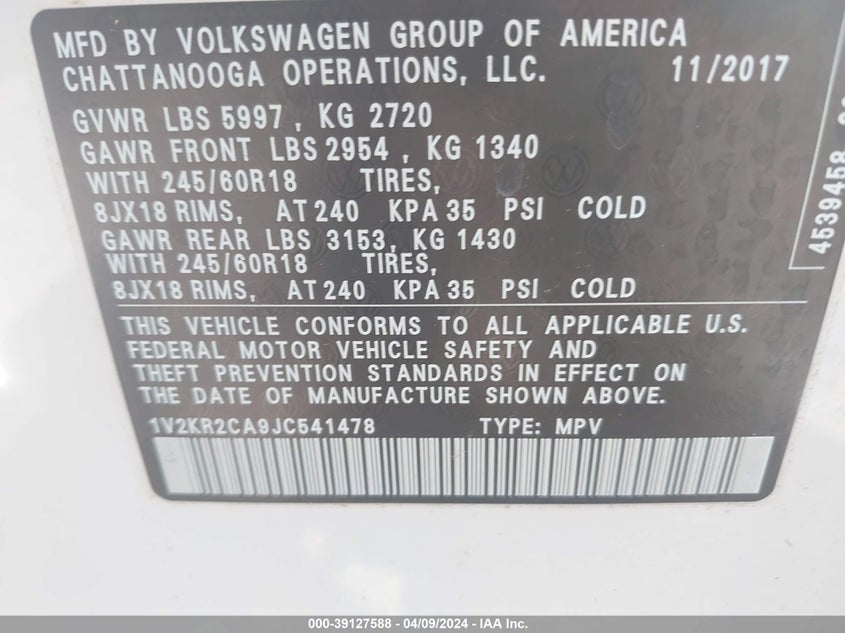 MFD BY VOLKSWAGEN GROUP OF AMERICA
CHATTANOOGA OPERATIONS, LLC. 11/2017
GVWR LBS 5997, KG 2720
GAWR FRONT LBS 2954, KG 1340
WITH 245/60R18 TIRES,
8JX18 RIMS, AT 240 KPA 35 PSI COLD
GAWR REAR LBS 3153, KG 1430
WITH 245/60R18 TIRES,
8JX18 RIMS, AT 240 KPA 35 PSI COLD
THIS VEHICLE CONFORMS TO ALL APPLICABLE U.S.
FEDERAL MOTOR VEHICLE SAFETY AND
THEFT PREVENTION STANDARDS IN EFFECT ON
THE DATE OF MANUFACTURE SHOWN ABOVE.
1V2KR2CA9JC541478 TYPE: MPV
4539458
000-39127588 - 04/09/2024 - IAA Inc.